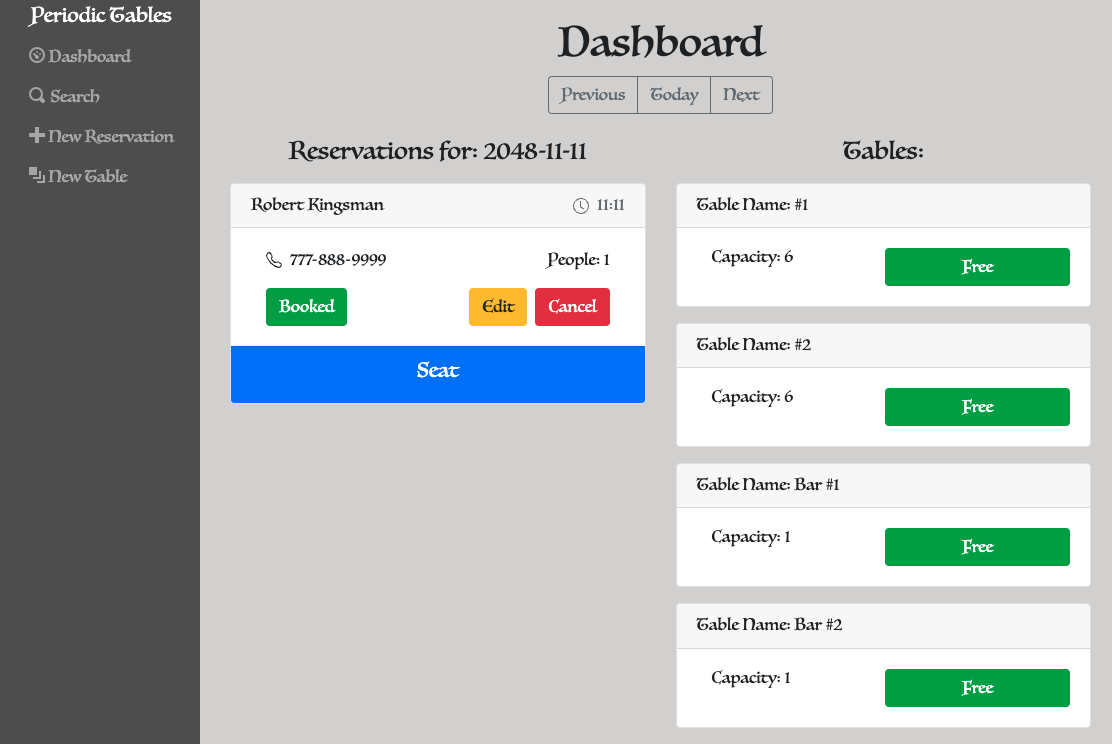 Periodic Tables
Dashboard
Search
New Reservation
New Table
Dashboard
Previous Today Next
Reservations for: 2048-11-11
Robert Kingsman 11:11
777-888-9999 People: 1
Booked Edit Cancel
Seat
Tables:
Table Name: #1
Capacity: 6 Free
Table Name: #2
Capacity: 6 Free
Table Name: Bar #1
Capacity: 1 Free
Table Name: Bar #2
Capacity: 1 Free